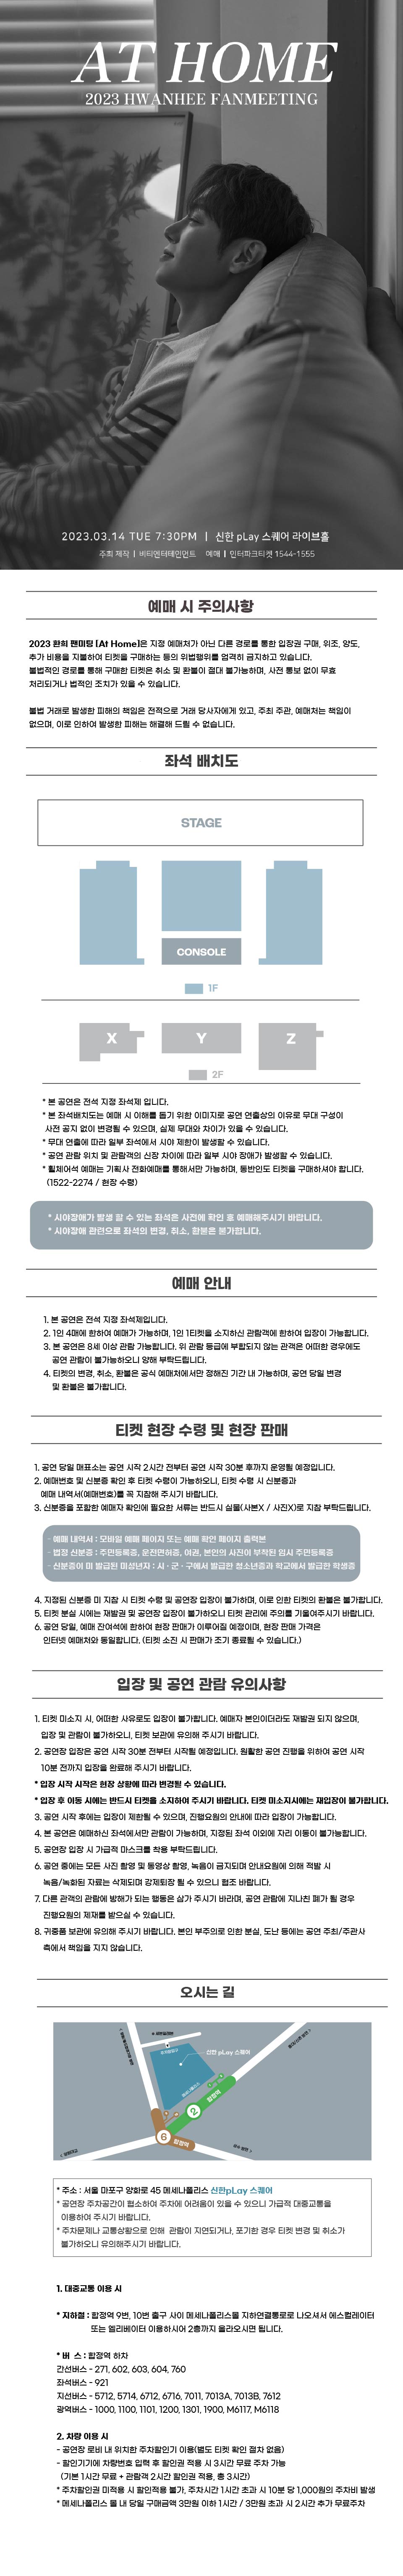 AT HOME
2023 HWANHEE FANMEETING
2023.03.14 TUE 7:30PM | 신한 pLay 스퀘어 라이브홀
주최 제작 | 비티엔터테인먼트 예매 | 인터파크티켓 1544-1555
예매 시 주의사항
2023 환희 팬미팅 [At Home]은 지정 예매처가 아닌 다른 경로를 통한 입장권 구매, 위조, 양도,
추가 비용을 지불하여 티켓을 구매하는 등의 위법행위를 엄격히 금지하고 있습니다.
불법적인 경로를 통해 구매한 티켓은 취소 및 환불이 절대 불가능하며, 사전 통보 없이 무효
처리되거나 법적인 조치가 있을 수 있습니다.
불법 거래로 발생한 피해의 책임은 전적으로 거래 당사자에게 있고, 주최 주관, 예매처는 책임이
없으며, 이로 인하여 발생한 피해는 해결해 드릴 수 없습니다.
좌석 배치도
STAGE
CONSOLE
1F
X
Y
Z
2F
* 본 공연은 전석 지정 좌석제 입니다.
* 본 좌석배치도는 예매 시 이해를 돕기 위한 이미지로 공연 연출상의 이유로 무대 구성이
사전 공지 없이 변경될 수 있으며, 실제 무대와 차이가 있을 수 있습니다.
* 무대 연출에 따라 일부 좌석에서 시야 제한이 발생할 수 있습니다.
* 공연 관람 위치 및 관람객의 신장 차이에 따라 일부 시야 장애가 발생할 수 있습니다.
* 휠체어석 예매는 기획사 전화예매를 통해서만 가능하며, 동반인도 티켓을 구매하셔야 합니다.
(1522-2274 / 현장 수령)
* 시야장애가 발생 할 수 있는 좌석은 사전에 확인 후 예매해주시기 바랍니다.
* 시야장애 관련으로 좌석의 변경, 취소, 환불은 불가합니다.
예매 안내
1. 본 공연은 전석 지정 좌석제입니다.
2. 1인 4매에 한하여 예매가 가능하며, 1인 1티켓을 소지하신 관람객에 한하여 입장이 가능합니다.
3. 본 공연은 8세 이상 관람 가능합니다. 위 관람 등급에 부합되지 않는 관객은 어떠한 경우에도
공연 관람이 불가능하오니 양해 부탁드립니다.
4. 티켓의 변경, 취소, 환불은 공식 예매처에서만 정해진 기간 내 가능하며, 공연 당일 변경
및 환불은 불가합니다.
티켓 현장 수령 및 현장 판매
1. 공연 당일 매표소는 공연 시작 2시간 전부터 공연 시작 30분 후까지 운영될 예정입니다.
2. 예매번호 및 신분증 확인 후 티켓 수령이 가능하오니, 티켓 수령 시 신분증과
예매 내역서(예매번호)를 꼭 지참해 주시기 바랍니다.
3. 신분증을 포함한 예매자 확인에 필요한 서류는 반드시 실물(사본X / 사진X)로 지참 부탁드립니다.
· 예매 내역서 : 모바일 예매 페이지 또는 예매 확인 페이지 출력본
· 법정 신분증 : 주민등록증, 운전면허증, 여권, 본인의 사진이 부착된 임시 주민등록증
· 신분증이 미 발급된 미성년자 : 시 · 군 · 구에서 발급한 청소년증과 학교에서 발급한 학생증
4. 지정된 신분증 미 지참 시 티켓 수령 및 공연장 입장이 불가하며, 이로 인한 티켓의 환불은 불가합니다.
5. 티켓 분실 시에는 재발권 및 공연장 입장이 불가하오니 티켓 관리에 주의를 기울여주시기 바랍니다.
6. 공연 당일, 예매 잔여석에 한하여 현장 판매가 이루어질 예정이며, 현장 판매 가격은
인터넷 예매처와 동일합니다. (티켓 소진 시 판매가 조기 종료될 수 있습니다.)
입장 및 공연 관람 유의사항
1. 티켓 미소지 시, 어떠한 사유로도 입장이 불가합니다. 예매자 본인이더라도 재발권 되지 않으며,
입장 및 관람이 불가하오니, 티켓 보관에 유의해 주시기 바랍니다.
2. 공연장 입장은 공연 시작 30분 전부터 시작될 예정입니다. 원활한 공연 진행을 위하여 공연 시작
10분 전까지 입장을 완료해 주시기 바랍니다.
* 입장 시작 시작은 현장 상황에 따라 변경될 수 있습니다.
* 입장 후 이동 시에는 반드시 티켓을 소지하여 주시기 바랍니다. 티켓 미소지시에는 재입장이 불가합니다.
3. 공연 시작 후에는 입장이 제한될 수 있으며, 진행요원의 안내에 따라 입장이 가능합니다.
4. 본 공연은 예매하신 좌석에서만 관람이 가능하며, 지정된 좌석 이외에 자리 이동이 불가능합니다.
5. 공연장 입장 시 가급적 마스크를 착용 부탁드립니다.
6. 공연 중에는 모든 사진 촬영 및 동영상 촬영, 녹음이 금지되며 안내요원에 의해 적발 시
녹음/녹화된 자료는 삭제되며 강제퇴장 될 수 있으니 협조 바랍니다.
7. 다른 관객의 관람에 방해가 되는 행동은 삼가 주시기 바라며, 공연 관람에 지나친 폐가 될 경우
진행요원의 제재를 받으실 수 있습니다.
8. 귀중품 보관에 유의해 주시기 바랍니다. 본인 부주의로 인한 분실, 도난 등에는 공연 주최/주관사
측에서 책임을 지지 않습니다.
오시는 길
신한 pLay 스퀘어
2
합정역
6
합정역
* 주소 : 서울 마포구 양화로 45 메세나폴리스 신한pLay 스퀘어
* 공연장 주차공간이 협소하여 주차에 어려움이 있을 수 있으니 가급적 대중교통을
이용하여 주시기 바랍니다.
* 주차문제나 교통상황으로 인해 관람이 지연되거나, 포기한 경우 티켓 변경 및 취소가
불가하오니 유의해주시기 바랍니다.
1. 대중교통 이용 시
* 지하철 : 합정역 9번, 10번 출구 사이 메세나폴리스몰 지하연결통로로 나오셔서 에스컬레이터
또는 엘리베이터 이용하시어 2층까지 올라오시면 됩니다.
* 버 스 : 합정역 하차
간선버스 - 271, 602, 603, 604, 760
좌석버스 - 921
지선버스 - 5712, 5714, 6712, 6716, 7011, 7013A, 7013B, 7612
광역버스 - 1000, 1100, 1101, 1200, 1301, 1900, M6117, M6118
2. 차량 이용 시
- 공연장 로비 내 위치한 주차할인기 이용(별도 티켓 확인 절차 없음)
- 할인기기에 차량번호 입력 후 할인권 적용 시 3시간 무료 주차 가능
(기본 1시간 무료 + 관람객 2시간 할인권 적용, 총 3시간)
* 주차할인권 미적용 시 할인적용 불가, 주차시간 1시간 초과 시 10분 당 1,000원의 주차비 발생
* 메세나폴리스 몰 내 당일 구매금액 3만원 이하 1시간 / 3만원 초과 시 2시간 추가 무료주차